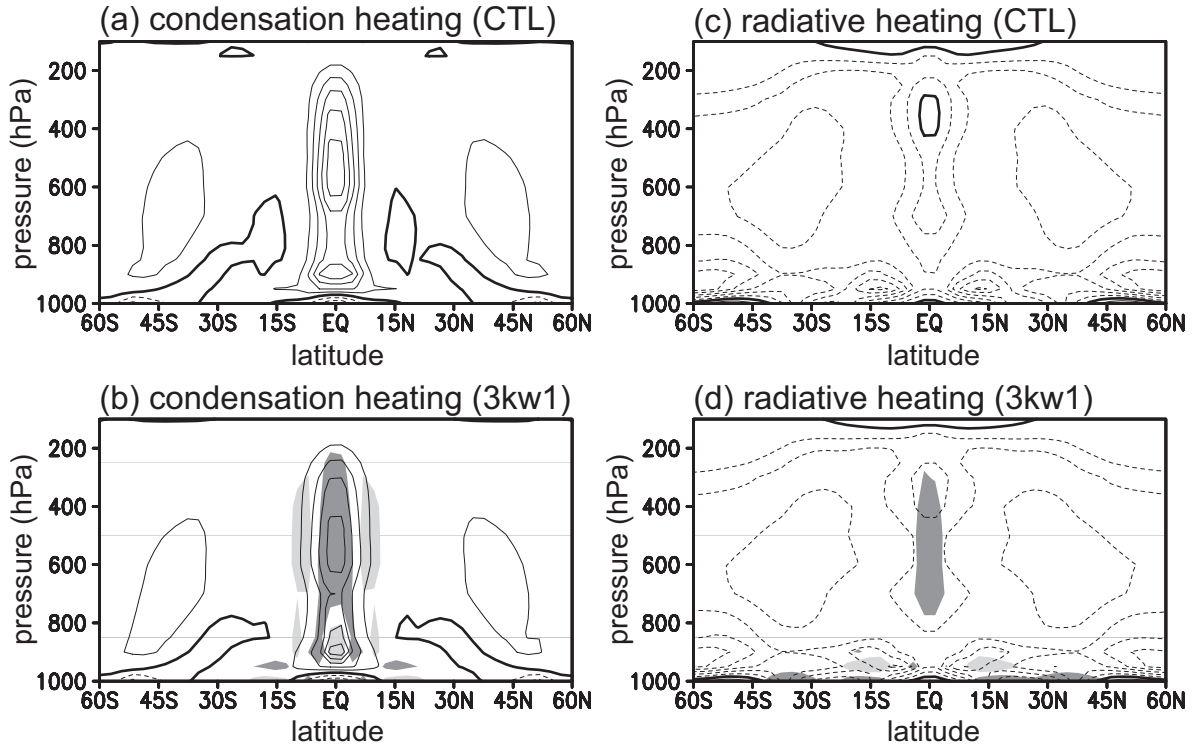 (a) condensation heating (CTL)
pressure (hPa)
200
400
600
800
1000
60S 45S 30S 15S EQ 15N 30N 45N 60N
latitude
(c) radiative heating (CTL)
pressure (hPa)
200
400
600
800
1000
60S 45S 30S 15S EQ 15N 30N 45N 60N
latitude
(b) condensation heating (3kw1)
pressure (hPa)
200
400
600
800
1000
60S 45S 30S 15S EQ 15N 30N 45N 60N
latitude
(d) radiative heating (3kw1)
pressure (hPa)
200
400
600
800
1000
60S 45S 30S 15S EQ 15N 30N 45N 60N
latitude